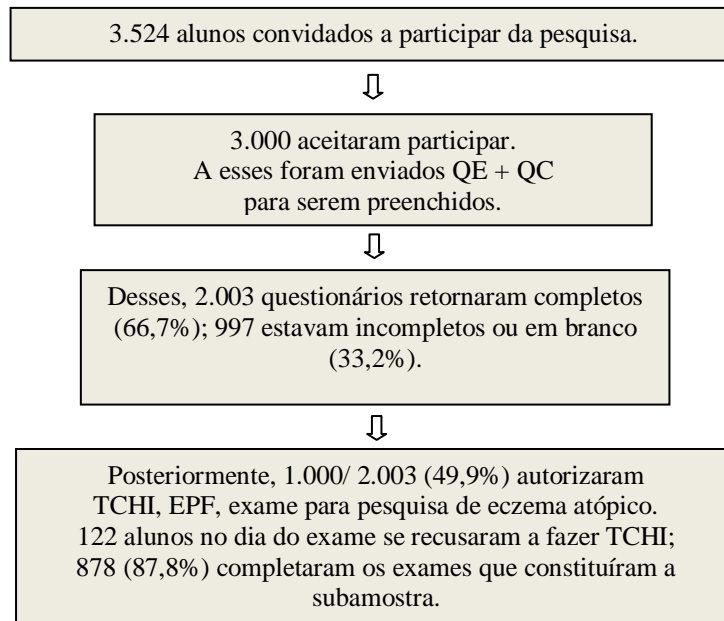 3.524 alunos convidados a participar da pesquisa.
3.000 aceitaram participar.
A esses foram enviados QE + QC
para serem preenchidos.
Desses, 2.003 questionários retornaram completos
(66,7%); 997 estavam incompletos ou em branco
(33,2%).
Posteriormente, 1.000/ 2.003 (49,9%) autorizaram
TCHI, EPF, exame para pesquisa de eczema atópico.
122 alunos no dia do exame se recusaram a fazer TCHI;
878 (87,8%) completaram os exames que constituíram a
subamostra.